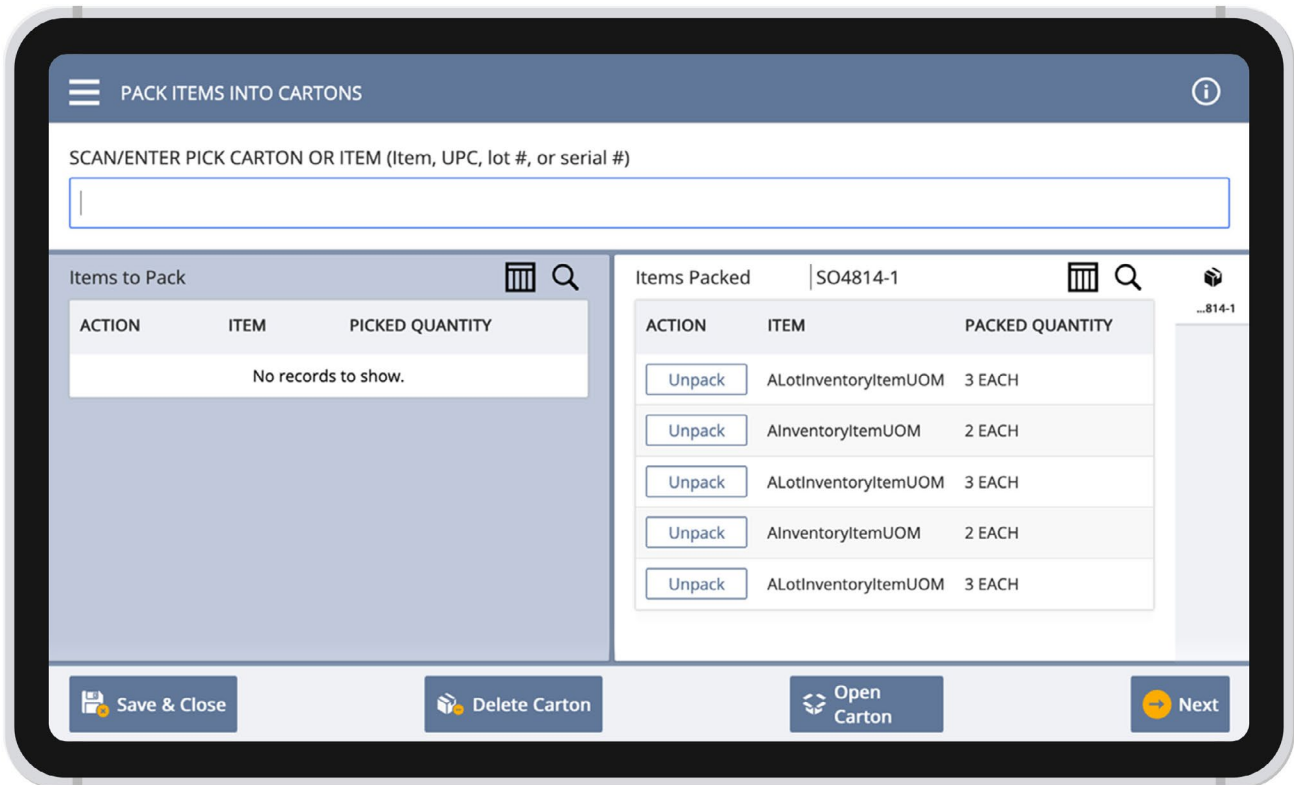 PACK ITEMS INTO CARTONS
SCAN/ENTER PICK CARTON OR ITEM (Item, UPC, lot #, or serial #)
Items to Pack
ACTION ITEM PICKED QUANTITY
No records to show.
Items Packed SO4814-1
ACTION ITEM PACKED QUANTITY
Unpack ALotInventoryItemUOM 3 EACH
Unpack AInventoryItemUOM 2 EACH
Unpack ALotInventoryItemUOM 3 EACH
Unpack AInventoryItemUOM 2 EACH
Unpack ALotInventoryItemUOM 3 EACH
...814-1
Save & Close
Delete Carton
Open
Carton
Next